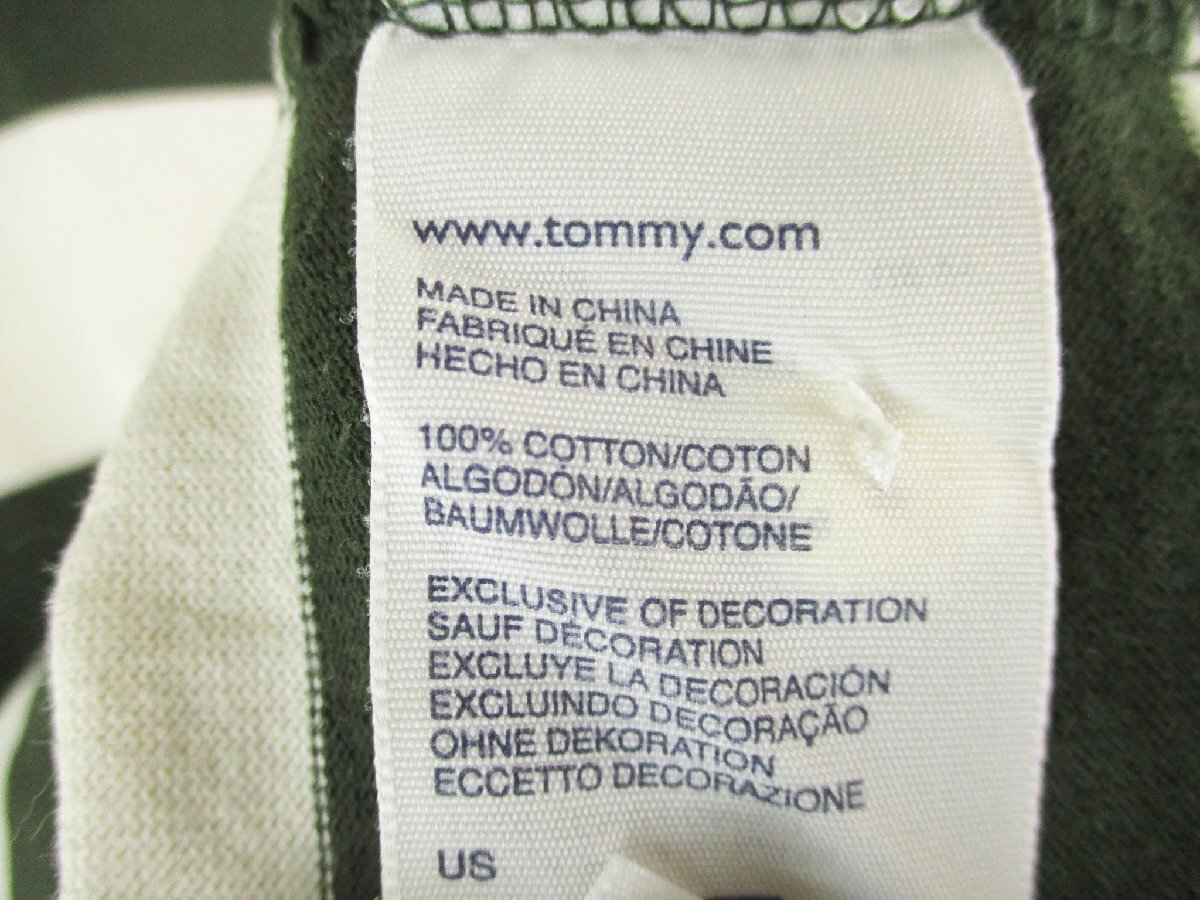 www.tommy.com
MADE IN CHINA
FABRIQUÉ EN CHINE
HECHO EN CHINA
100% COTTON/COTON
ALGODÓN/ALGODÃO/
BAUMWOLLE/COTONE
EXCLUSIVE OF DECORATION
SAUF DÉCORATION
EXCLUYE LA DECORACIÓN
EXCLUINDO DECORAÇÃO
OHNE DEKORATION
ECCETTO DECORAZIONE
US